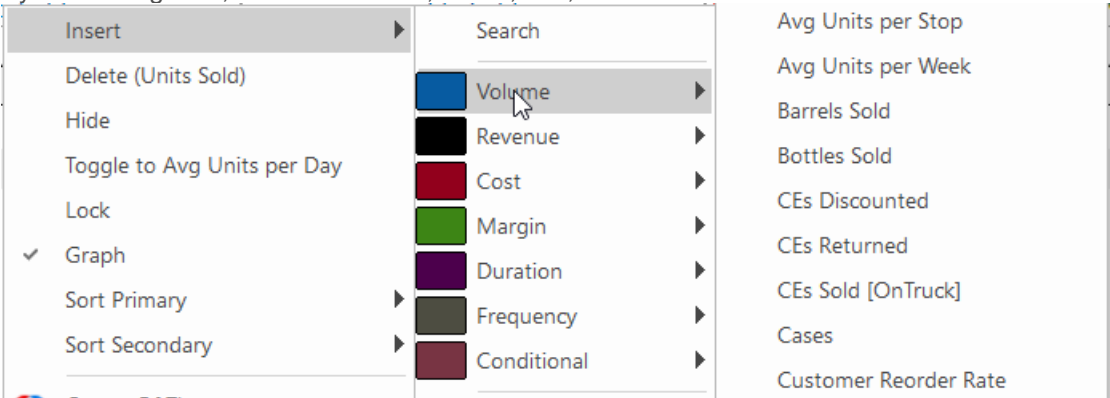 Insert
Delete (Units Sold)
Hide
Toggle to Avg Units per Day
Lock
Graph
Sort Primary
Sort Secondary
Search
Volume
Revenue
Cost
Margin
Duration
Frequency
Conditional
Avg Units per Stop
Avg Units per Week
Barrels Sold
Bottles Sold
CEs Discounted
CEs Returned
CEs Sold [OnTruck]
Cases
Customer Reorder Rate